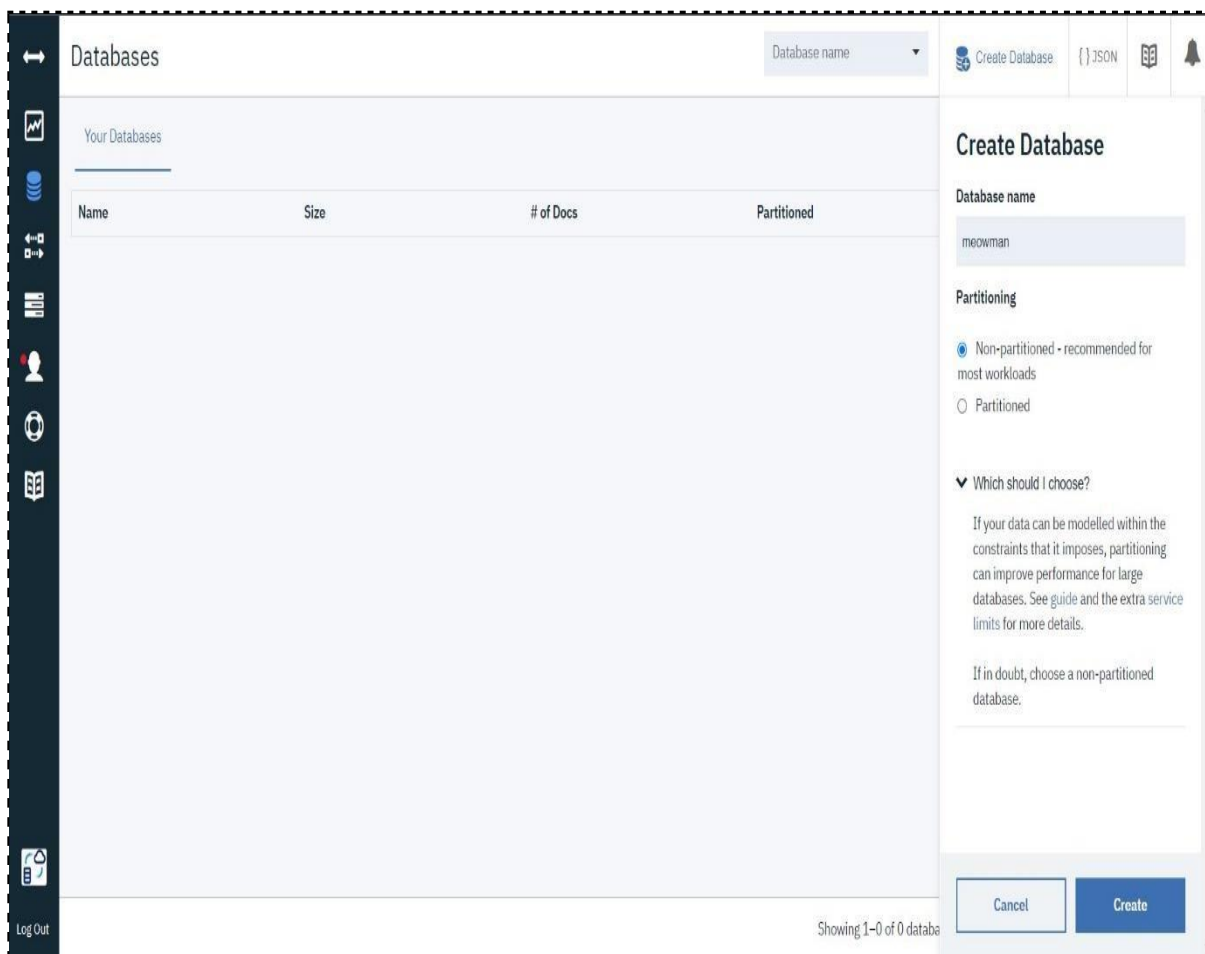 Databases
Database name
Create Database
{ } JSON
Your Databases
Name Size # of Docs Partitioned
Create Database
Database name
meowman
Partitioning
Non-partitioned - recommended for
most workloads
Partitioned
Which should I choose?
If your data can be modelled within the
constraints that it imposes, partitioning
can improve performance for large
databases. See guide and the extra service
limits for more details.
If in doubt, choose a non-partitioned
database.
Cancel
Create
Log Out
Showing 1–0 of 0 databa